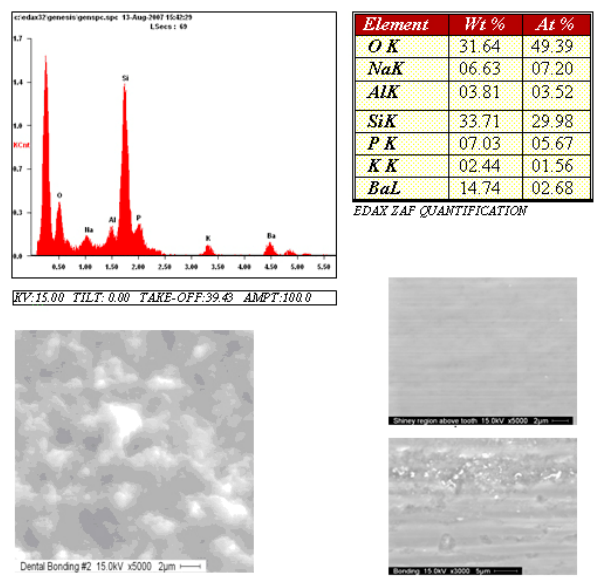 c:\edax32\genesis\genspc.spc 13-Aug-2007 15:42:29
LSecs : 69
1.7
1.4
1.0
KCnt
0.7
0.3
0.0
Si
O
Na
Al
P
K
Ba
0.50 1.00 1.50 2.00 2.50 3.00 3.50 4.00 4.50 5.00 5.50
KV:15.00 TILT: 0.00 TAKE-OFF:39.43 AMPT:100.0
Element Wt % At %
O K 31.64 49.39
NaK 06.63 07.20
AlK 03.81 03.52
SiK 33.71 29.98
P K 07.03 05.67
K K 02.44 01.56
BaL 14.74 02.68
EDAX ZAF QUANTIFICATION
Shiney region above tooth 15.0kV x5000 2µm
Dental Bonding #2 15.0kV x5000 2µm
Bonding 15.0kV x3000 5µm